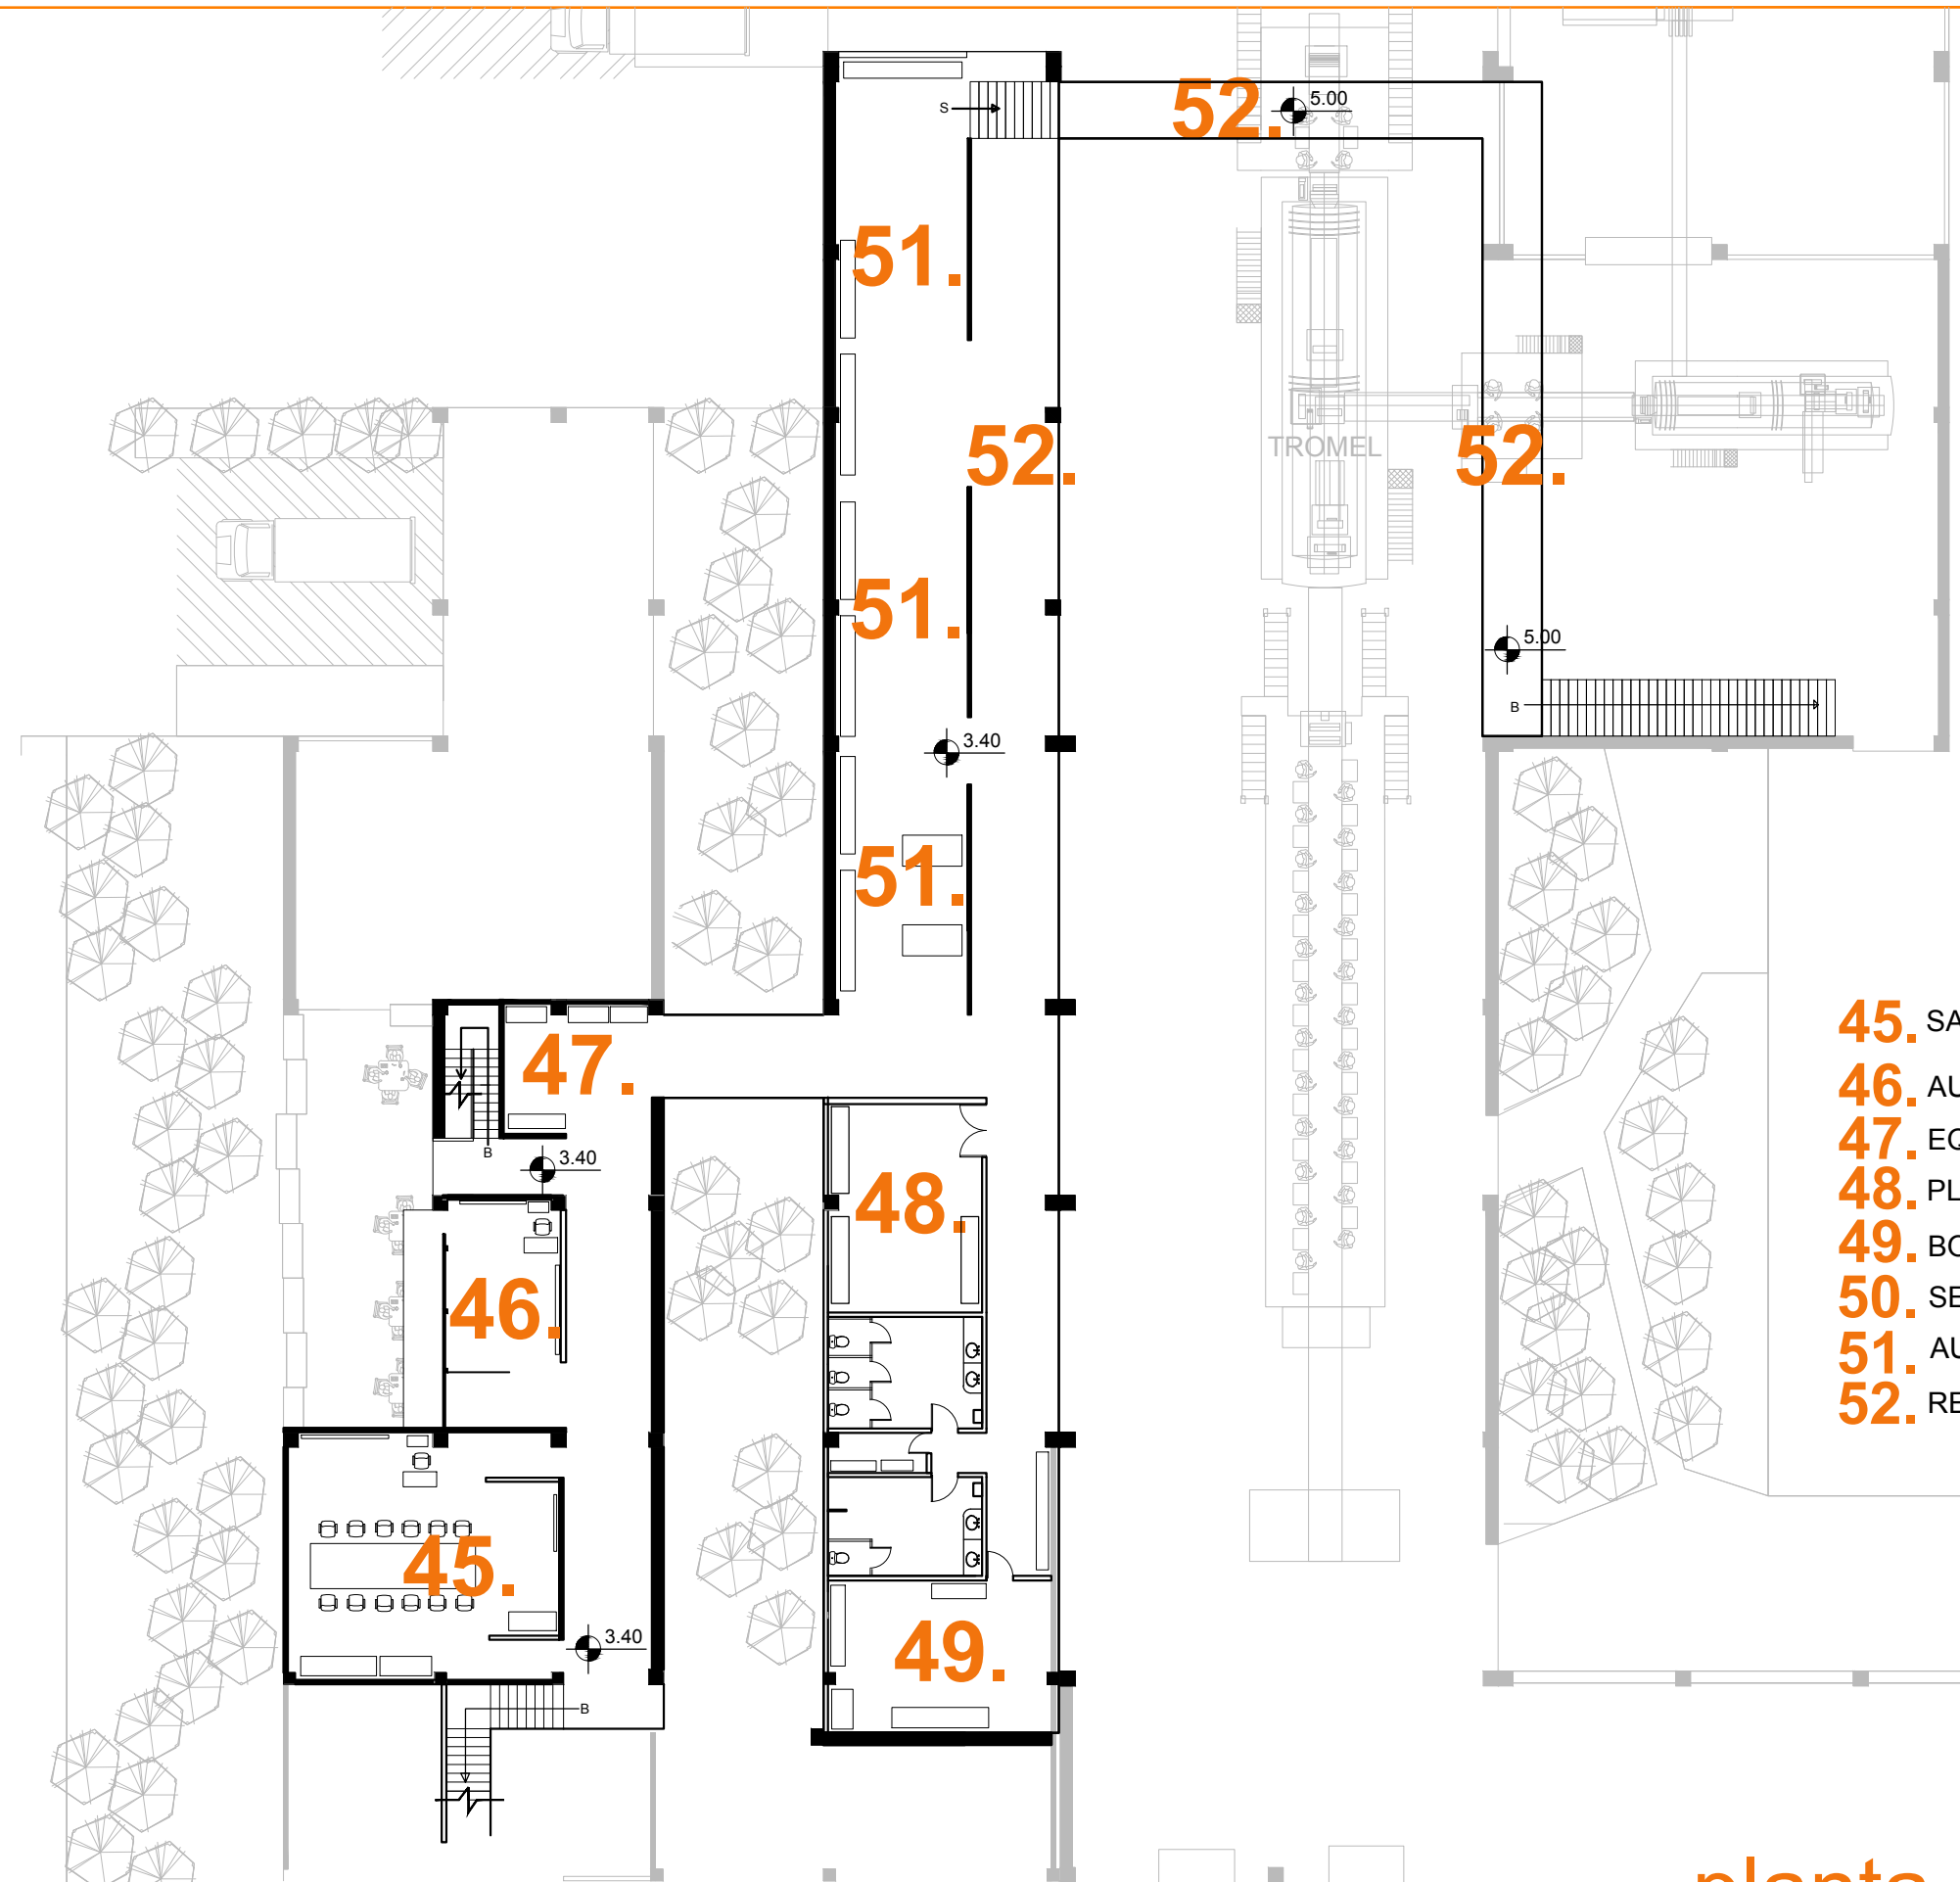 52.
5.00
S
51.
52.
TROMEL
52.
51.
5.00
B
3.40
51.
47.
B
3.40
48.
46.
45.
49.
3.40
B
45. SA
46. AU
47. EQ
48. PL
49. BO
50. SE
51. AU
52. RE
planta